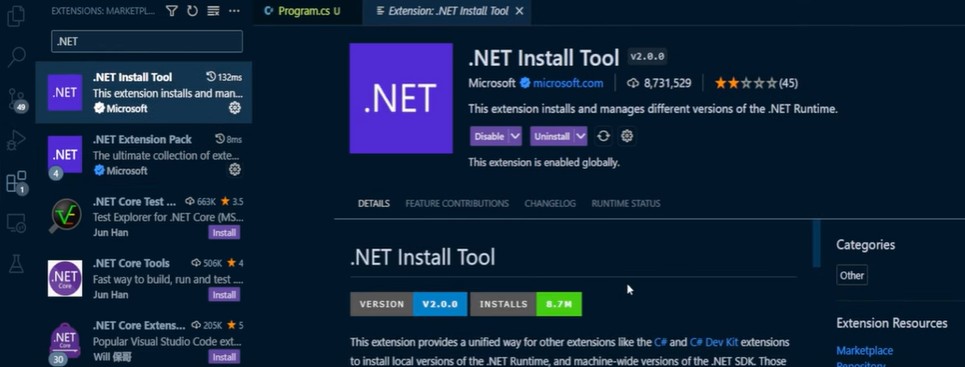 EXTENSIONS: MARKETPL...
.NET
.NET Install Tool 132ms
This extension installs and man...
Microsoft
.NET Extension Pack 8ms
The ultimate collection of exte...
Microsoft
4
.NET Core Test ... 663K ★ 3.5
Test Explorer for .NET Core (MS...
Jun Han Install
.NET Core Tools 506K ★ 4
Fast way to build, run and test ...
Jun Han Install
.NET Core Extens... 205K ★ 5
Popular Visual Studio Code ext...
Will 保哥 Install
30
49
1
Program.cs U
Extension: .NET Install Tool
.NET
.NET Install Tool v2.0.0
Microsoft microsoft.com 8,731,529 (45)
This extension installs and manages different versions of the .NET Runtime.
Disable Uninstall
This extension is enabled globally.
DETAILS FEATURE CONTRIBUTIONS CHANGELOG RUNTIME STATUS
.NET Install Tool
VERSION V2.0.0 INSTALLS 8.7M
This extension provides a unified way for other extensions like the C# and C# Dev Kit extensions
to install local versions of the .NET Runtime, and machine-wide versions of the .NET SDK. Those
Categories
Other
Extension Resources
Marketplace
Repository